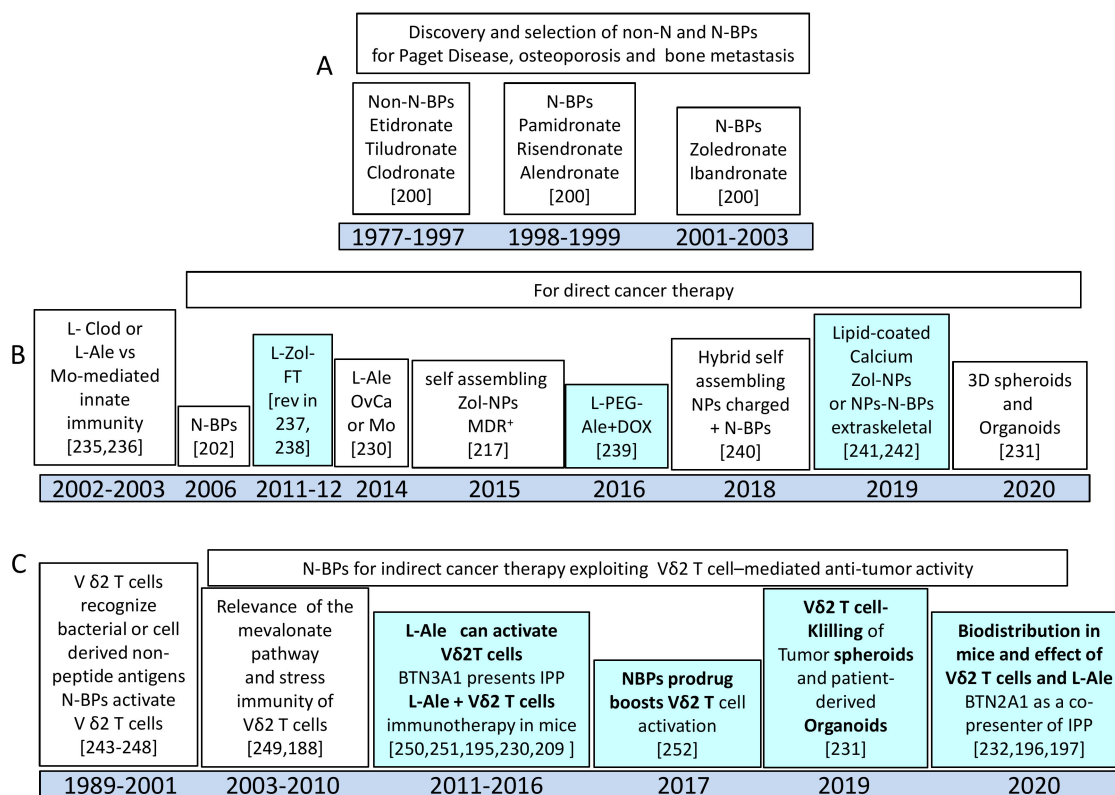 A
Discovery and selection of non-N and N-BPs
for Paget Disease, osteoporosis and bone metastasis
Non-N-BPs
Etidronate
Tiludronate
Clodronate
[200]
N-BPs
Pamidronate
Risendronate
Alendronate
[200]
N-BPs
Zoledronate
Ibandronate
[200]
1977-1997
1998-1999
2001-2003
B
For direct cancer therapy
L- Clod or
L-Ale vs
Mo-mediated
innate
immunity
[235,236]
N-BPs
[202]
L-Zol-
FT
[rev in
237,
238]
L-Ale
OvCa
or Mo
[230]
self assembling
Zol-NPs
MDR⁺
[217]
L-PEG-
Ale+DOX
[239]
Hybrid self
assembling
NPs charged
+ N-BPs
[240]
Lipid-coated
Calcium
Zol-NPs
or NPs-N-BPs
extraskeletal
[241,242]
3D spheroids
and
Organoids
[231]
2002-2003
2006
2011-12
2014
2015
2016
2018
2019
2020
C
N-BPs for indirect cancer therapy exploiting Vδ2 T cell–mediated anti-tumor activity
V δ2 T cells
recognize
bacterial or cell
derived non-
peptide antigens
N-BPs activate
V δ2 T cells
[243-248]
Relevance of the
mevalonate
pathway
and stress
immunity of
Vδ2 T cells
[249,188]
L-Ale can activate
Vδ2T cells
BTN3A1 presents IPP
L-Ale + Vδ2 T cells
immunotherapy in mice
[250,251,195,230,209 ]
NBPs prodrug
boosts Vδ2 T cell
activation
[252]
Vδ2 T cell-
Klilling of
Tumor spheroids
and patient-
derived
Organoids
[231]
Biodistribution in
mice and effect of
Vδ2 T cells and L-Ale
BTN2A1 as a co-
presenter of IPP
[232,196,197]
1989-2001
2003-2010
2011-2016
2017
2019
2020